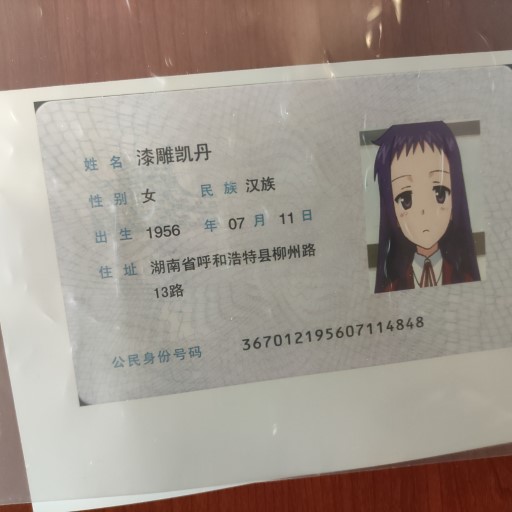 姓名 漆雕凯丹
性别 女 民族 汉族
出生 1956 年 07 月 11 日
住址 湖南省呼和浩特县柳州路
13路
公民身份号码 367012195607114848